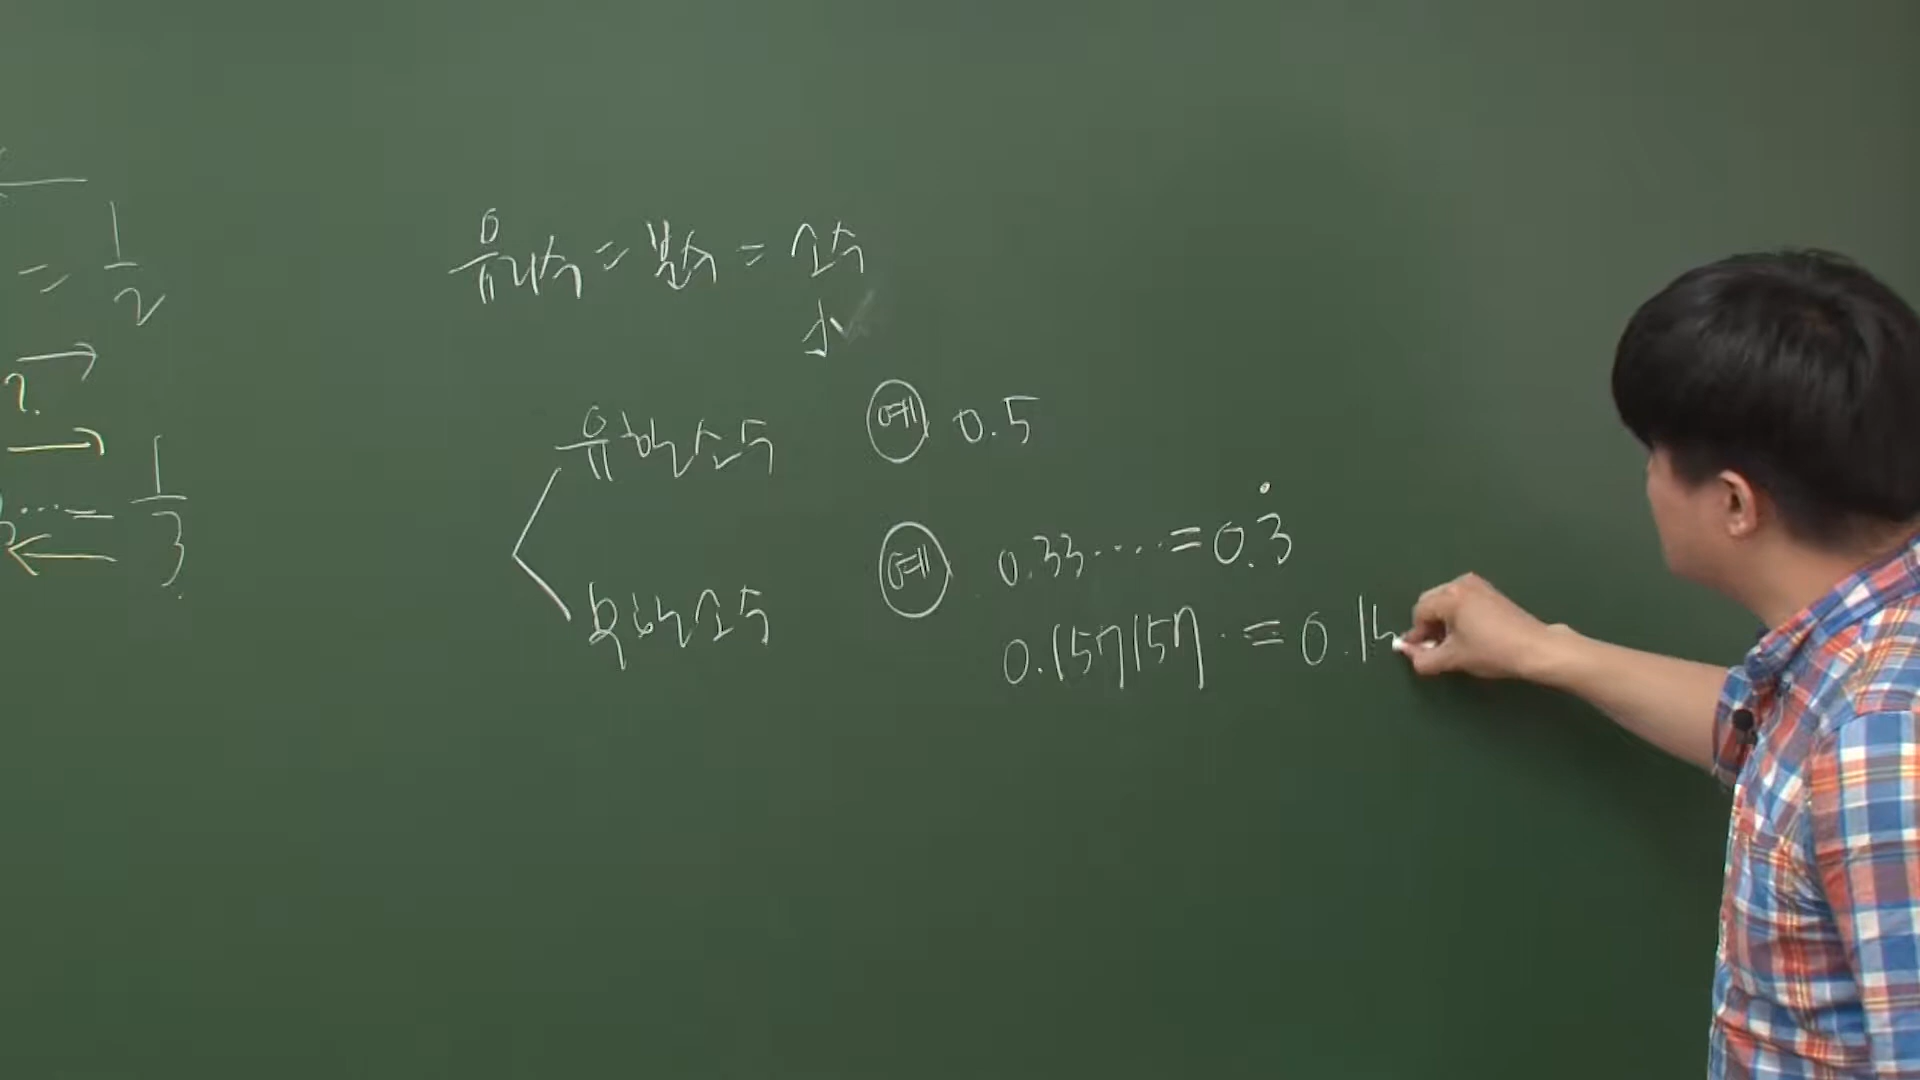 = 1/2
?
... = 1/3
유리수 = 분수 = 소수
小
유한소수 예 0.5
무한소수 예 0.33.... = 0.3̇
0.157157.. = 0.15